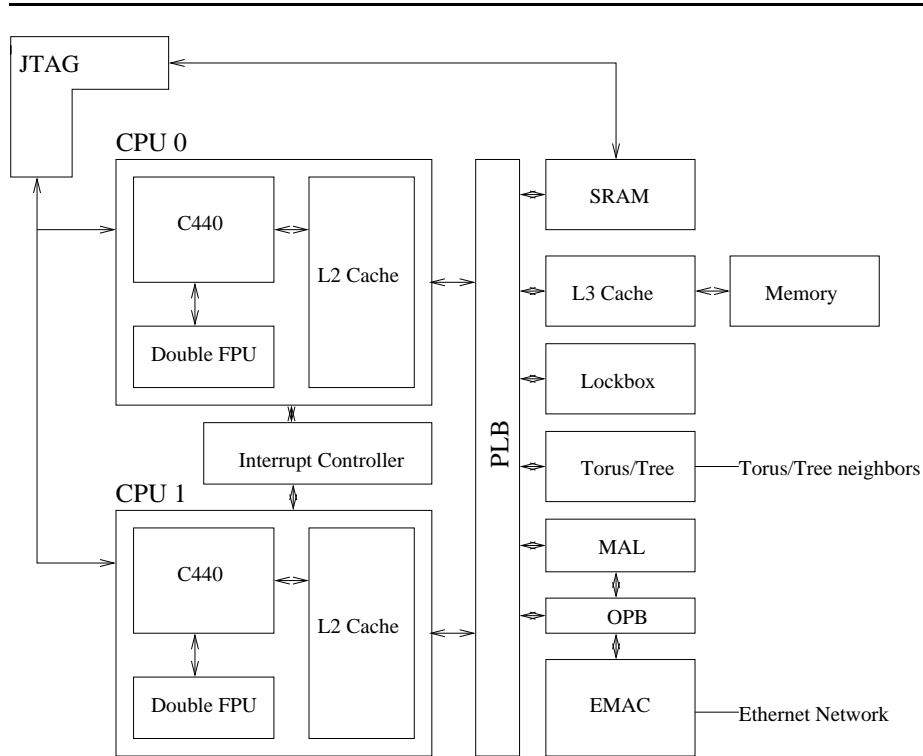 JTAG
CPU 0
C440
L2 Cache
Double FPU
Interrupt Controller
CPU 1
C440
L2 Cache
Double FPU
PLB
SRAM
L3 Cache
Memory
Lockbox
Torus/Tree
Torus/Tree neighbors
MAL
OPB
EMAC
Ethernet Network